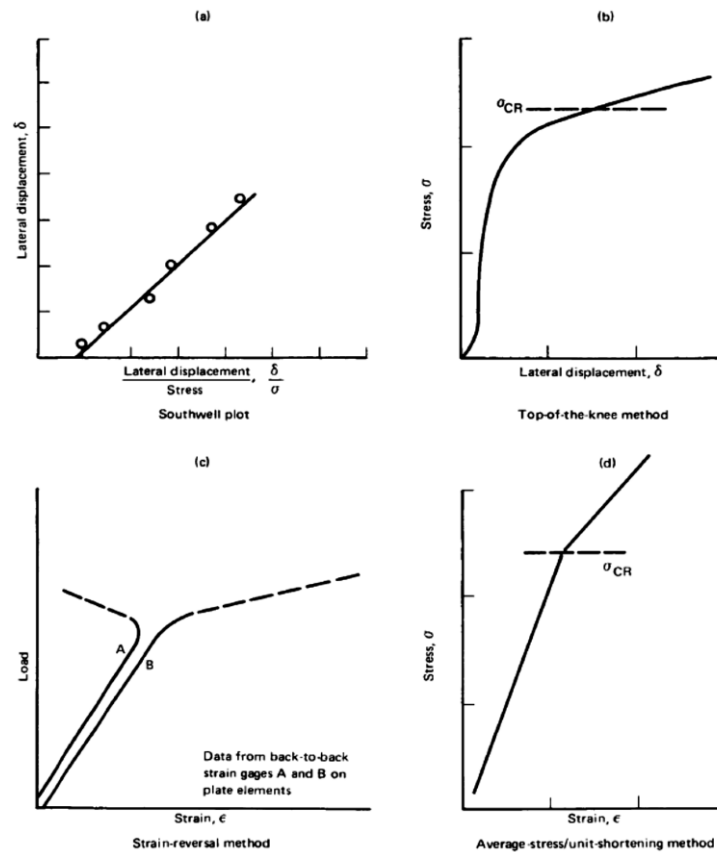 (a)
Lateral displacement, δ
Lateral displacement
Stress
, δ
σ
Southwell plot
(b)
σCR
Stress, σ
Lateral displacement, δ
Top-of-the-knee method
(c)
Load
A
B
Data from back-to-back
strain gages A and B on
plate elements
Strain, ϵ
Strain-reversal method
(d)
σCR
Stress, σ
Strain, ϵ
Average-stress/unit-shortening method